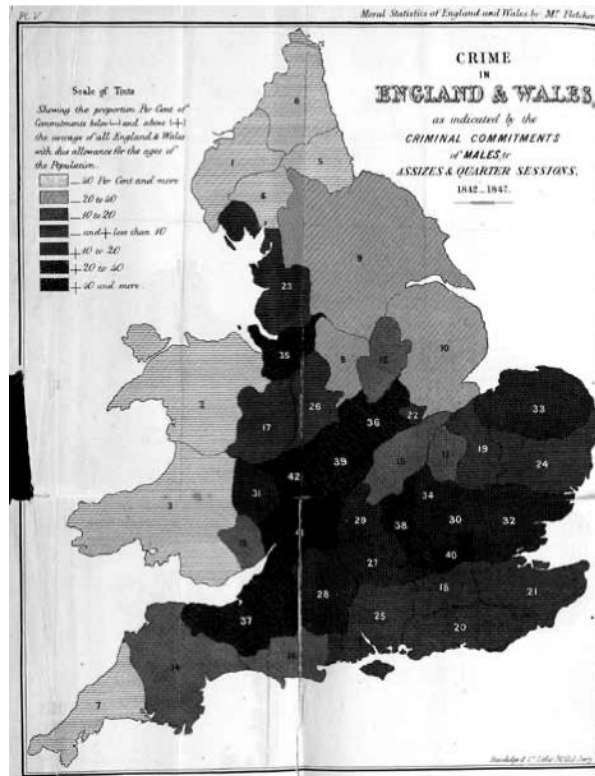 Pl. V.
Moral Statistics of England and Wales by Mr Fletcher
CRIME
IN
ENGLAND & WALES,
as indicated by the
CRIMINAL COMMITMENTS
of MALES, to
ASSIZES & QUARTER SESSIONS,
1842_1847.
Scale of Tints
Shewing the proportion Per Cent of
Commitments below (—) and above (+)
the average of all England & Wales
with due allowance for the ages of
the Population.
— 40 Per Cent and more
— 20 to 40
— 10 to 20
— and + less than 10
+ 10 to 20
+ 20 to 40
+ 40 and more
8
1
5
6
9
23
35
8
12
10
2
17
26
36
22
33
39
11
19
24
42
31
3
34
29
38
30
32
40
27
28
18
21
25
20
37
14
7